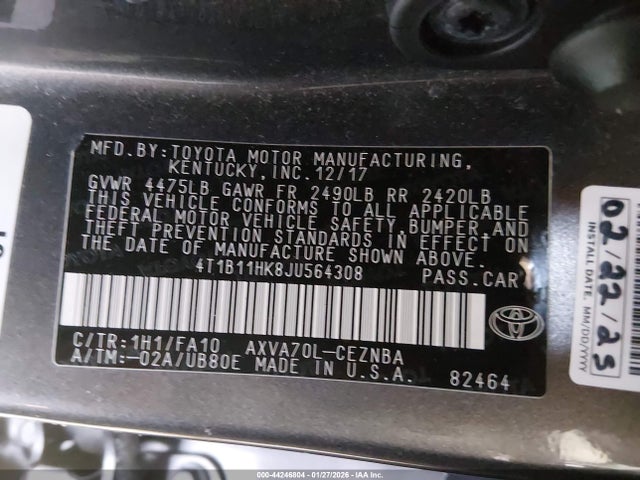 MFD.BY:TOYOTA MOTOR MANUFACTURING,
KENTUCKY,INC.12/17
GVWR 4475LB GAWR FR 2490LB RR 2420LB
THIS VEHICLE CONFORMS TO ALL APPLICABLE
FEDERAL MOTOR VEHICLE SAFETY,BUMPER,AND
THEFT PREVENTION STANDARDS IN EFFECT ON
THE DATE OF MANUFACTURE SHOWN ABOVE.
4T1B11HK8JU564308 PASS.CAR
C/TR:1H1/FA10 AXVA70L-CEZNBA
A/TM:-02A/UB80E MADE IN U.S.A.
82464
TOYOTA
02/22/25
INSTALL DATE, MM/DD/YYYY
000-44246804 - 01/27/2026 - IAAI